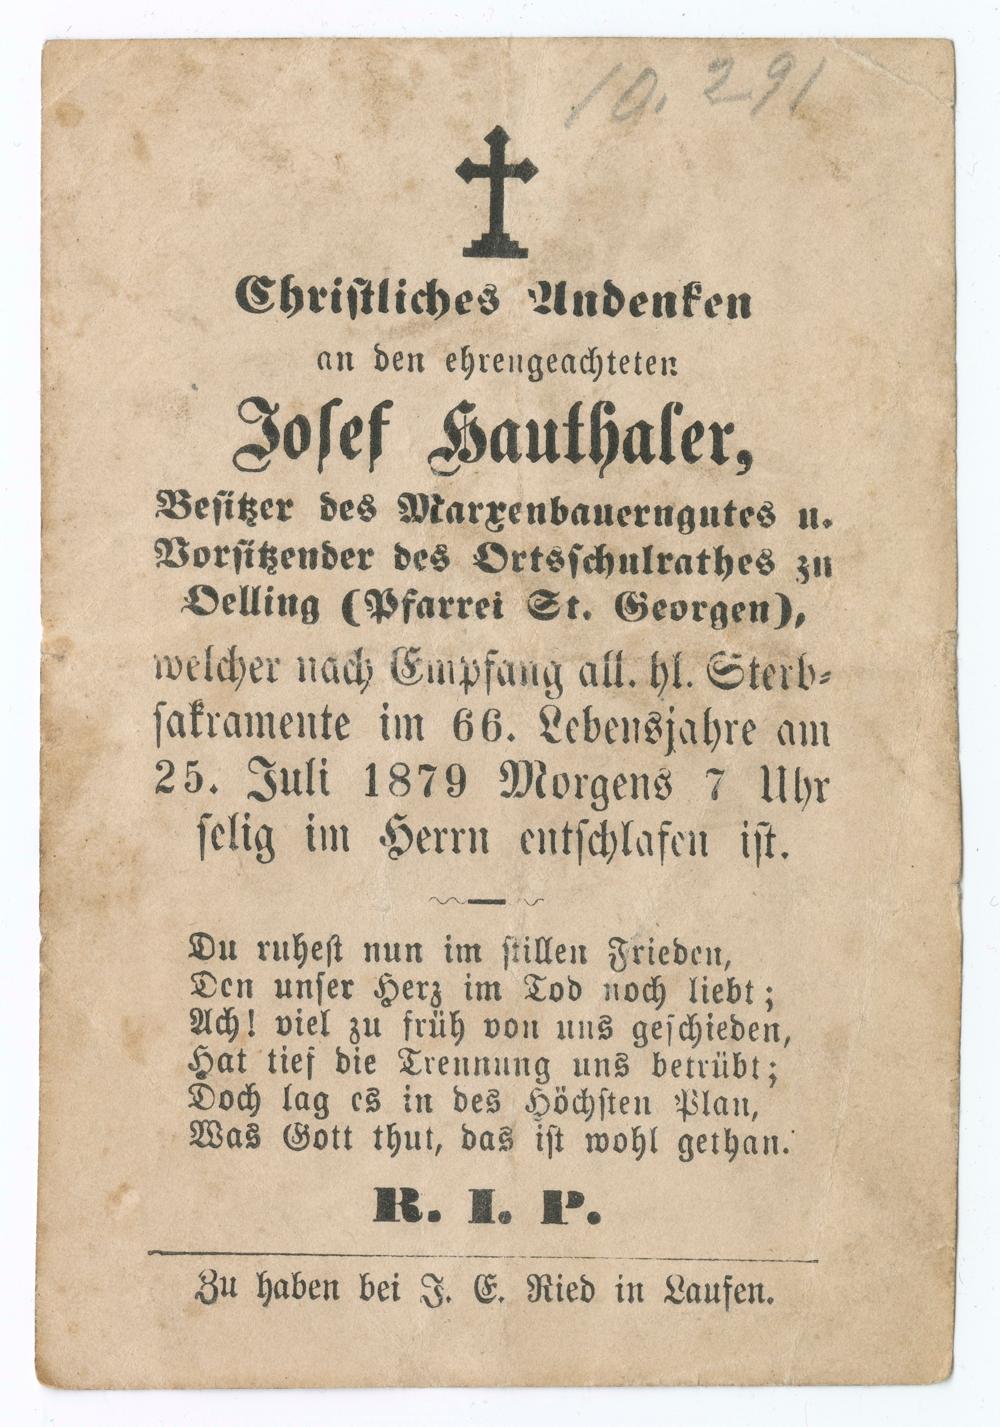 10.291
Christliches Andenken
an den ehrengeachteten
Josef Hauthaler,
Besitzer des Marxenbauerngutes u.
Vorsitzender des Ortsschulrathes zu
Oelling (Pfarrei St. Georgen),
welcher nach Empfang all. hl. Sterb-
sakramente im 66. Lebensjahre am
25. Juli 1879 Morgens 7 Uhr
selig im Herrn entschlafen ist.
Du ruhest nun im stillen Frieden,
Den unser Herz im Tod noch liebt;
Ach! viel zu früh von uns geschieden,
Hat tief die Trennung uns betrübt;
Doch lag es in des Höchsten Plan,
Was Gott thut, das ist wohl gethan.
R. I. P.
Zu haben bei J. E. Ried in Laufen.